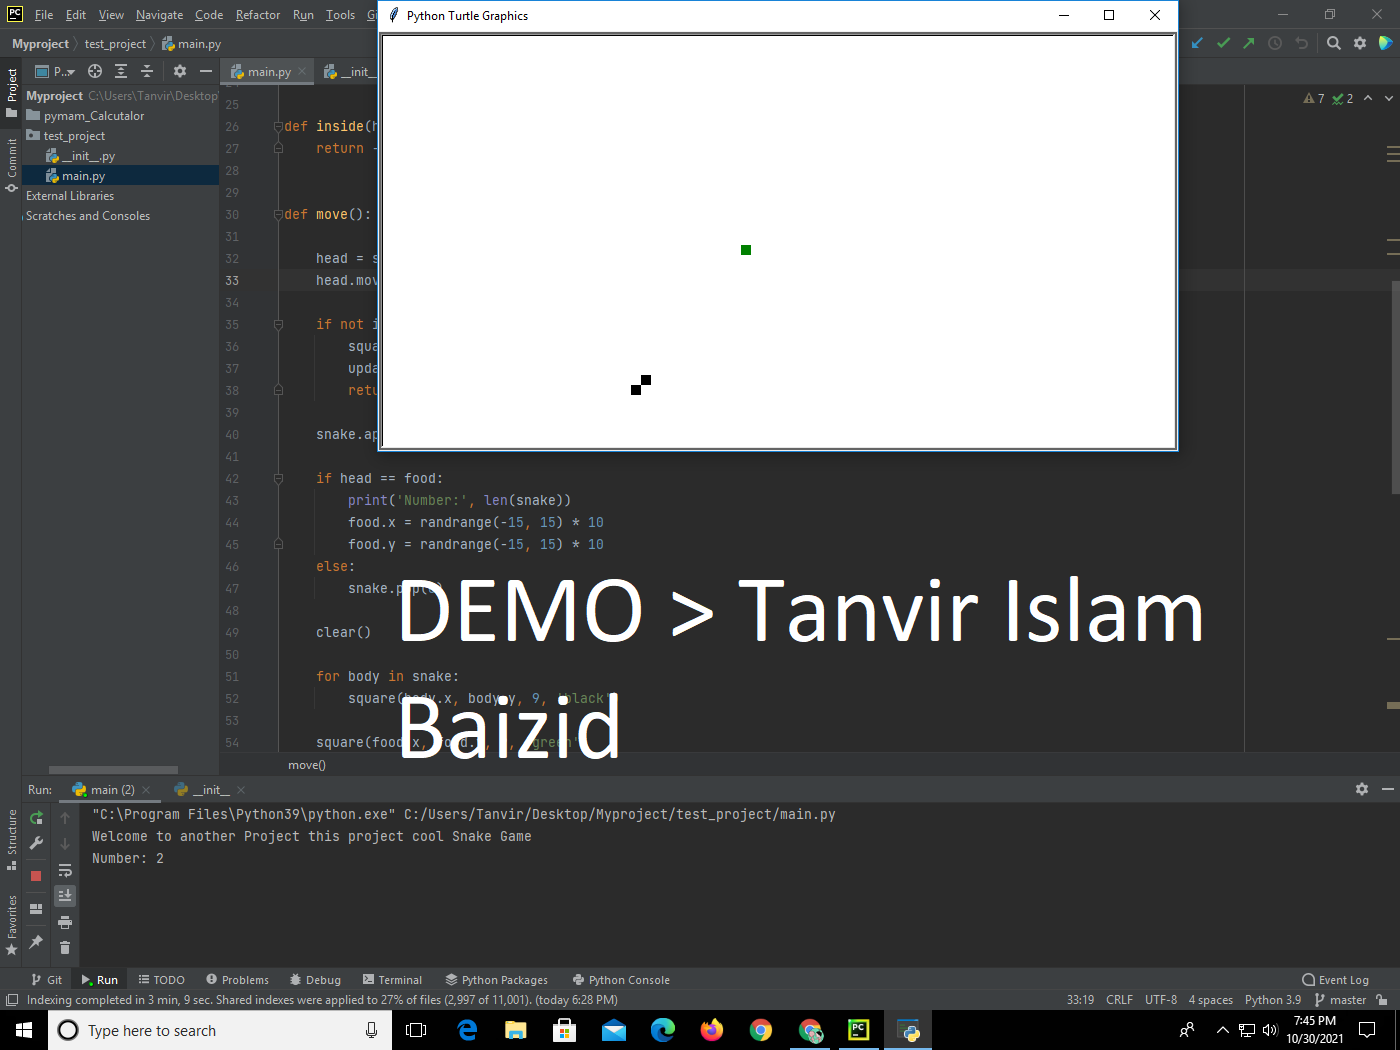 PC File Edit View Navigate Code Refactor Run Tools
Python Turtle Graphics
Myproject test_project main.py
Project
Commit
Structure
Favorites
P...
main.py
__init__
7 2
Myproject C:\Users\Tanvir\Desktop
pymam_Calcutalor
test_project
__init__.py
main.py
External Libraries
Scratches and Consoles
25
26 def inside(
27 return -
28
29
30 def move():
31
32 head = s
33 head.mov
34
35 if not i
36 squa
37 upda
38 retu
39
40 snake.ap
41
42 if head == food:
43 print('Number:', len(snake))
44 food.x = randrange(-15, 15) * 10
45 food.y = randrange(-15, 15) * 10
46 else:
47 snake.pop(
48
49 clear()
50
51 for body in snake:
52 square(body.x, body.y, 9, 'black'
53
54 square(food.x, food. green'
DEMO > Tanvir Islam
Baizid
move()
Run: main (2) __init__
"C:\Program Files\Python39\python.exe" C:/Users/Tanvir/Desktop/Myproject/test_project/main.py
Welcome to another Project this project cool Snake Game
Number: 2
Git Run TODO Problems Debug Terminal Python Packages Python Console Event Log
Indexing completed in 3 min, 9 sec. Shared indexes were applied to 27% of files (2,997 of 11,001). (today 6:28 PM) 33:19 CRLF UTF-8 4 spaces Python 3.9 master
Type here to search
PC
7:45 PM
10/30/2021